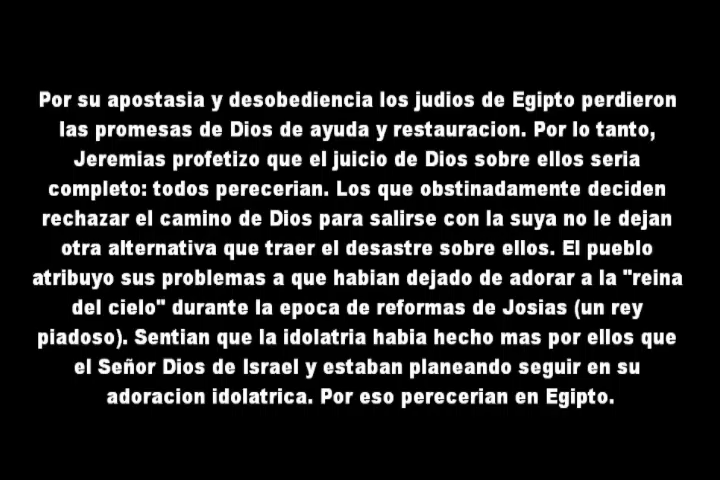 Por su apostasia y desobediencia los judios de Egipto perdieron
las promesas de Dios de ayuda y restauracion. Por lo tanto,
Jeremias profetizo que el juicio de Dios sobre ellos seria
completo: todos perecerian. Los que obstinadamente deciden
rechazar el camino de Dios para salirse con la suya no le dejan
otra alternativa que traer el desastre sobre ellos. El pueblo
atribuyo sus problemas a que habian dejado de adorar a la "reina
del cielo" durante la epoca de reformas de Josias (un rey
piadoso). Sentian que la idolatria habia hecho mas por ellos que
el Señor Dios de Israel y estaban planeando seguir en su
adoracion idolatrica. Por eso perecerian en Egipto.